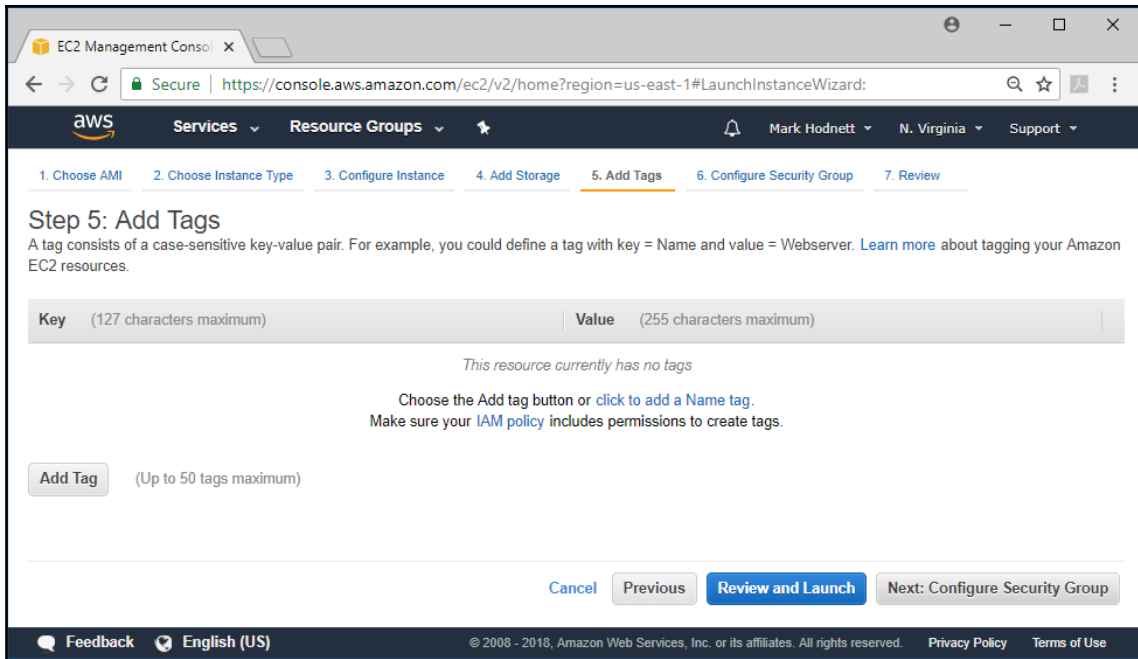 EC2 Management Consol
Secure | https://console.aws.amazon.com/ec2/v2/home?region=us-east-1#LaunchInstanceWizard:
aws Services Resource Groups Mark Hodnett N. Virginia Support
1. Choose AMI 2. Choose Instance Type 3. Configure Instance 4. Add Storage 5. Add Tags 6. Configure Security Group 7. Review
Step 5: Add Tags
A tag consists of a case-sensitive key-value pair. For example, you could define a tag with key = Name and value = Webserver. Learn more about tagging your Amazon
EC2 resources.
Key (127 characters maximum) Value (255 characters maximum)
This resource currently has no tags
Choose the Add tag button or click to add a Name tag.
Make sure your IAM policy includes permissions to create tags.
Add Tag (Up to 50 tags maximum)
Cancel Previous Review and Launch Next: Configure Security Group
Feedback English (US) © 2008 - 2018, Amazon Web Services, Inc. or its affiliates. All rights reserved. Privacy Policy Terms of Use